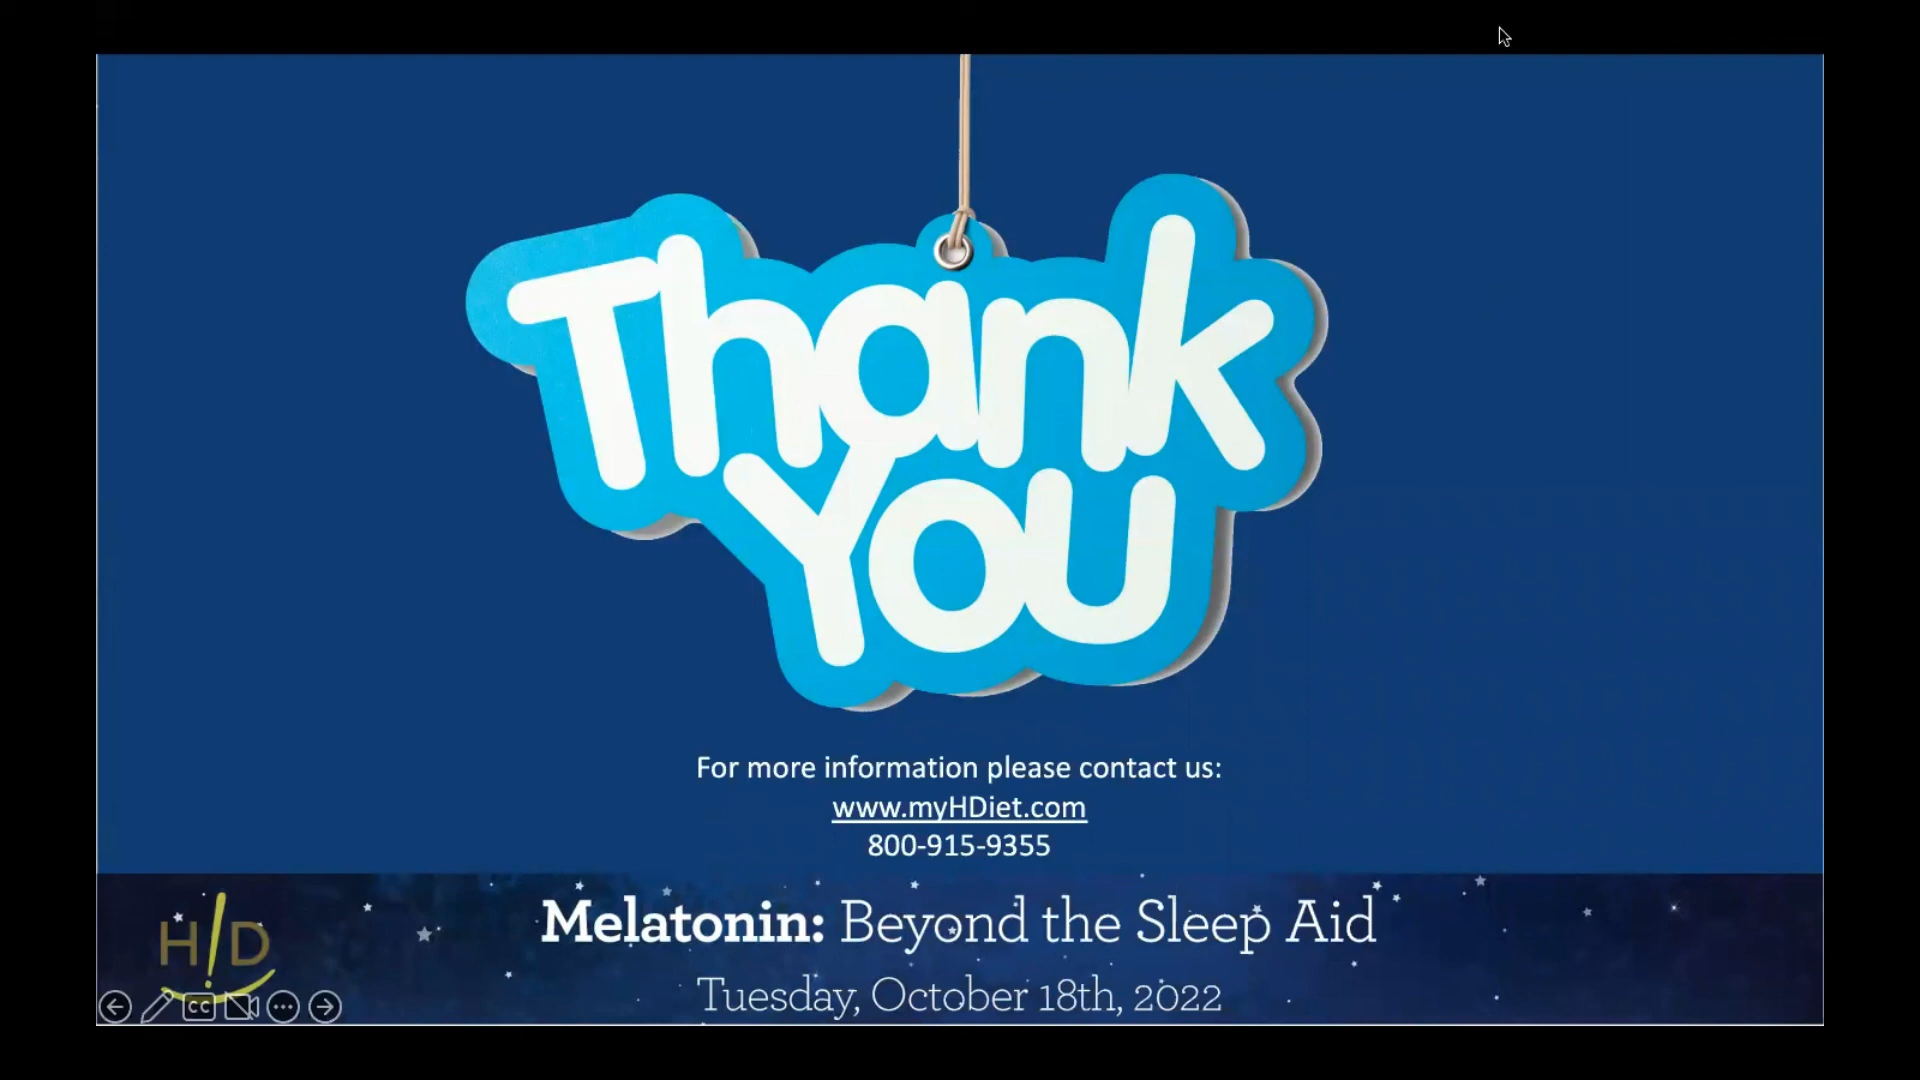 Thank
You
For more information please contact us:
www.myHDiet.com
800-915-9355
Melatonin: Beyond the Sleep Aid
Tuesday, October 18th, 2022
H!D
CC